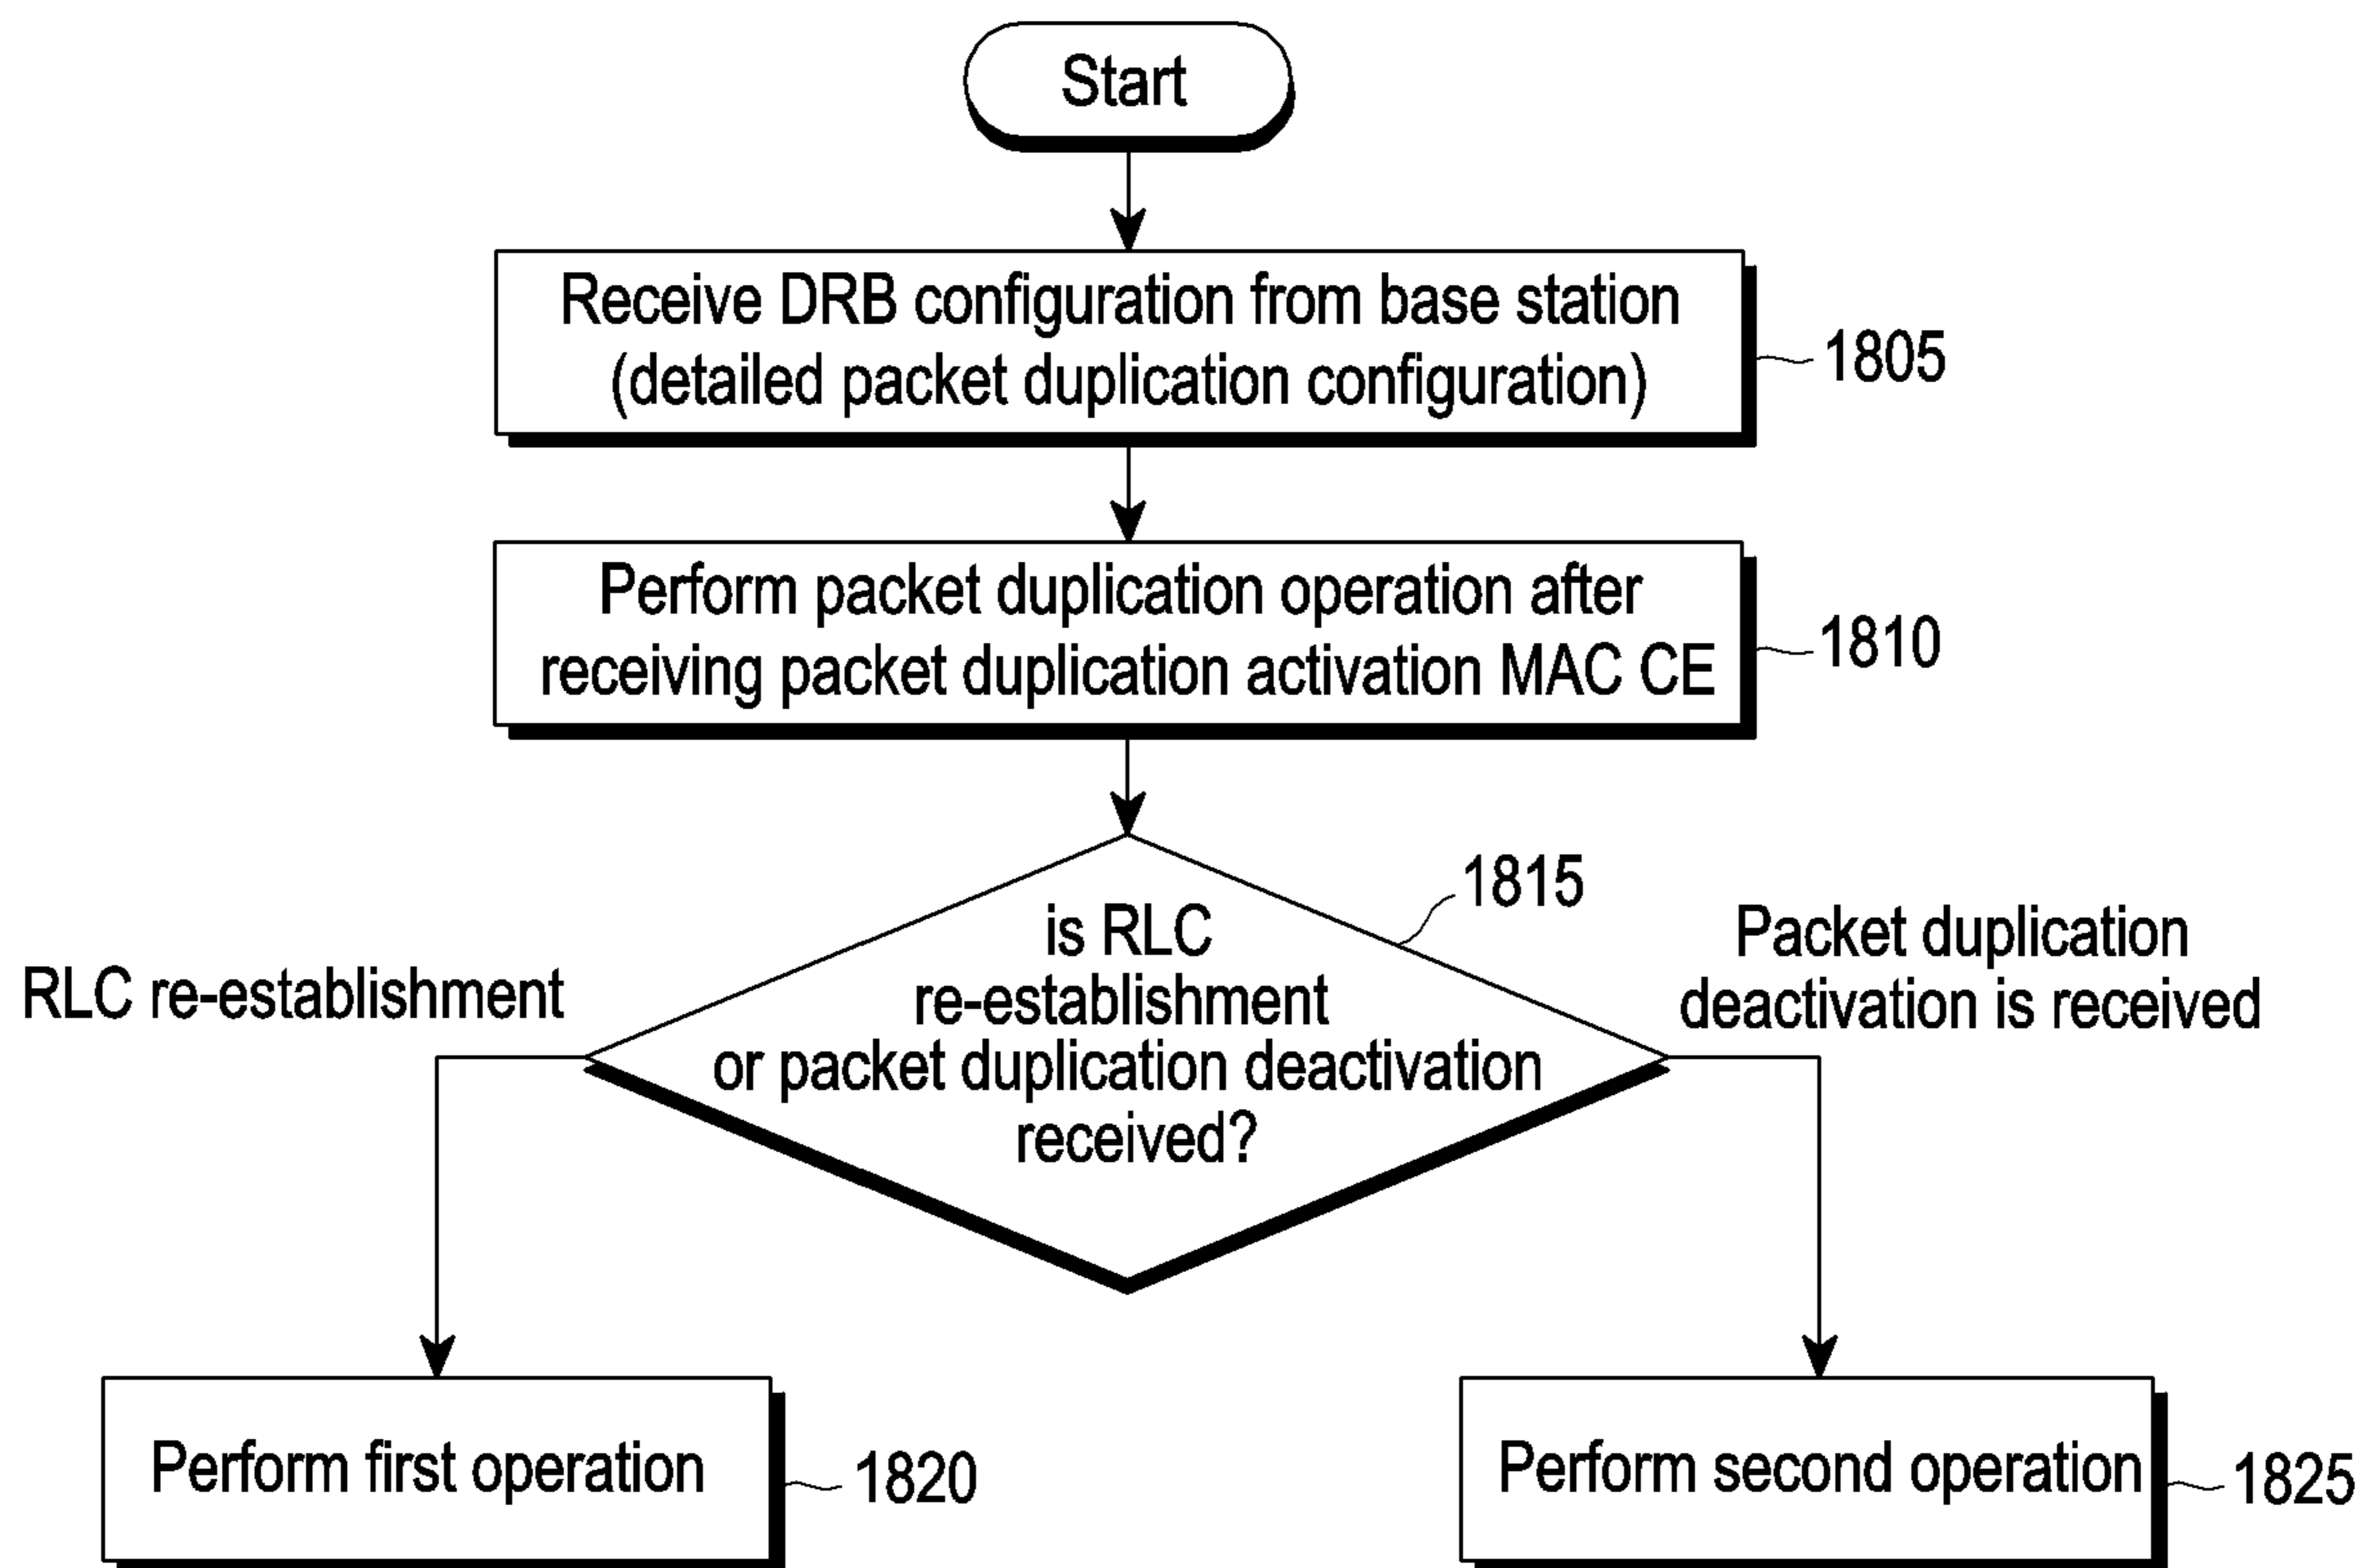 Start
Receive DRB configuration from base station
(detailed packet duplication configuration)
1805
Perform packet duplication operation after
receiving packet duplication activation MAC CE
1810
is RLC
re-establishment
or packet duplication deactivation
received?
1815
RLC re-establishment
Packet duplication
deactivation is received
Perform first operation
1820
Perform second operation
1825